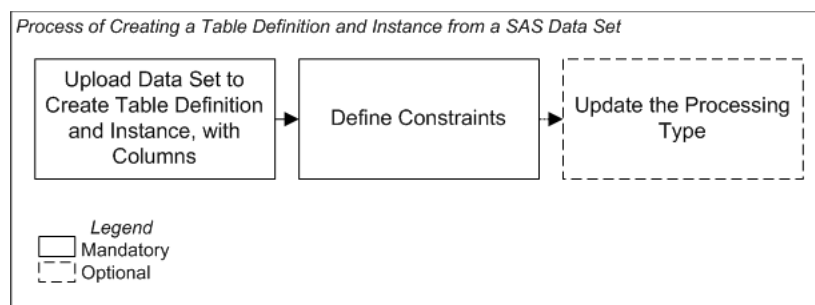 Process of Creating a Table Definition and Instance from a SAS Data Set
Upload Data Set to
Create Table Definition
and Instance, with
Columns
Define Constraints
Update the Processing
Type
Legend
Mandatory
Optional